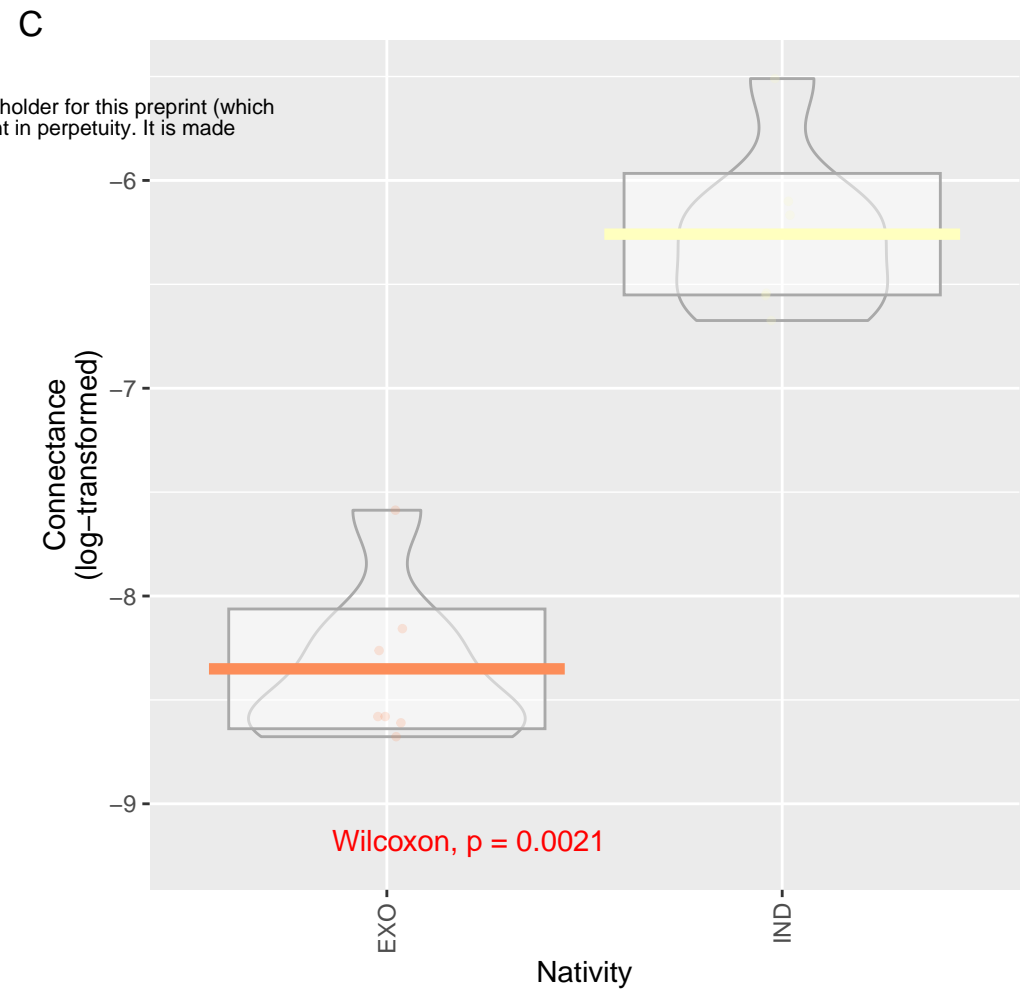 C
holder for this preprint (which
t in perpetuity. It is made
−6
−7
−8
−9
Connectance
(log−transformed)
Wilcoxon, p = 0.0021
EXO
IND
Nativity